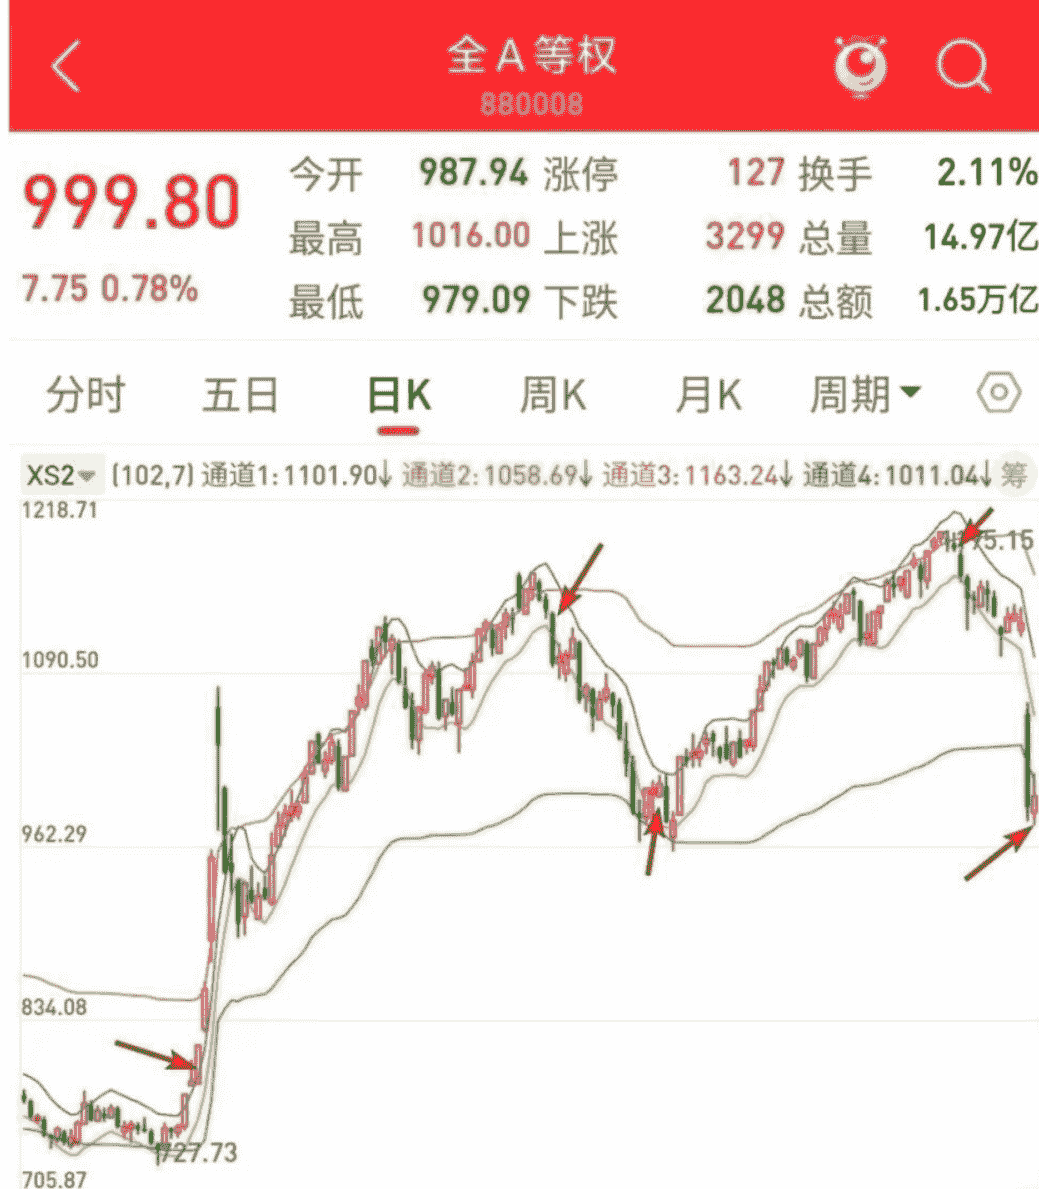 全A等权
880008
999.80 今开 987.94 涨停 127 换手 2.11%
最高 1016.00 上涨 3299 总量 14.97亿
7.75 0.78% 最低 979.09 下跌 2048 总额 1.65万亿
分时 五日 日K 周K 月K 周期
XS2 (102,7) 通道1:1101.90↓ 通道2:1058.69↓ 通道3:1163.24↓ 通道4:1011.04↓ 筹
1218.71
1175.15
1090.50
962.29
834.08
727.73
705.87